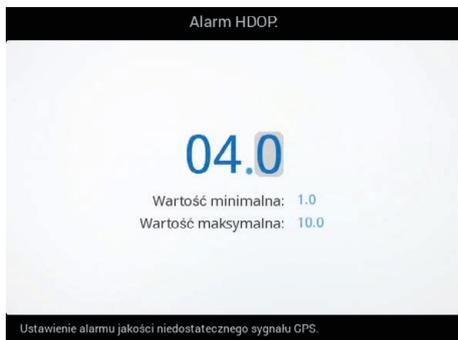 Alarm HDOP.
04.0
Wartość minimalna: 1.0
Wartość maksymalna: 10.0
Ustawienie alarmu jakości niedostatecznego sygnału GPS.